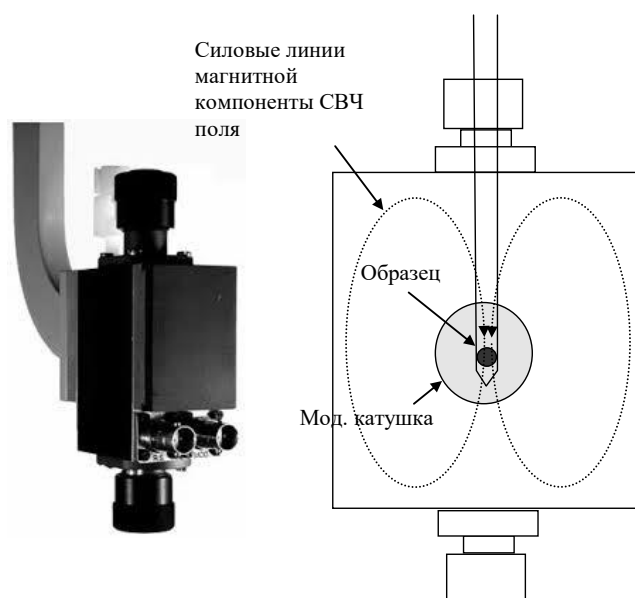 Силовые линии
магнитной
компоненты СВЧ
поля
Образец
Мод. катушка